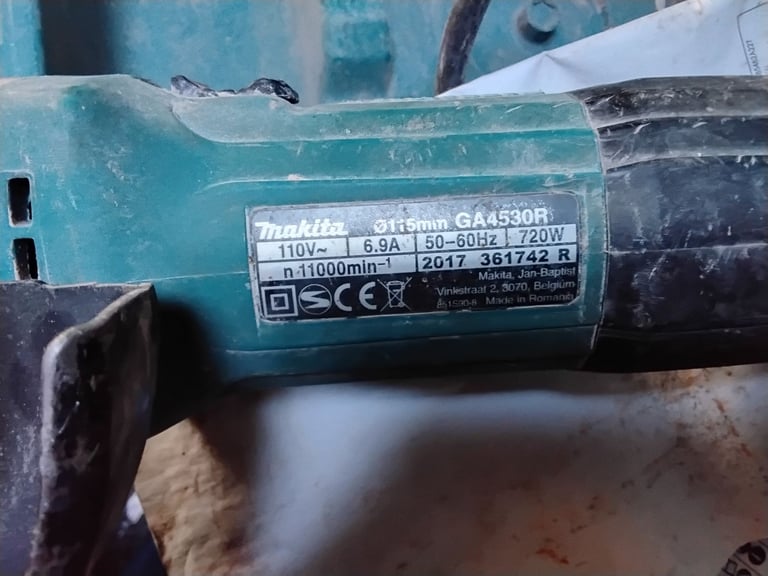 makita Ø115mm GA4530R
110V~ 6.9A 50-60Hz 720W
n 11000min⁻¹ 2017 361742 R
Makita, Jan-Baptist
Vinkstraat 2, 3070, Belgium
Made in Romania
CE